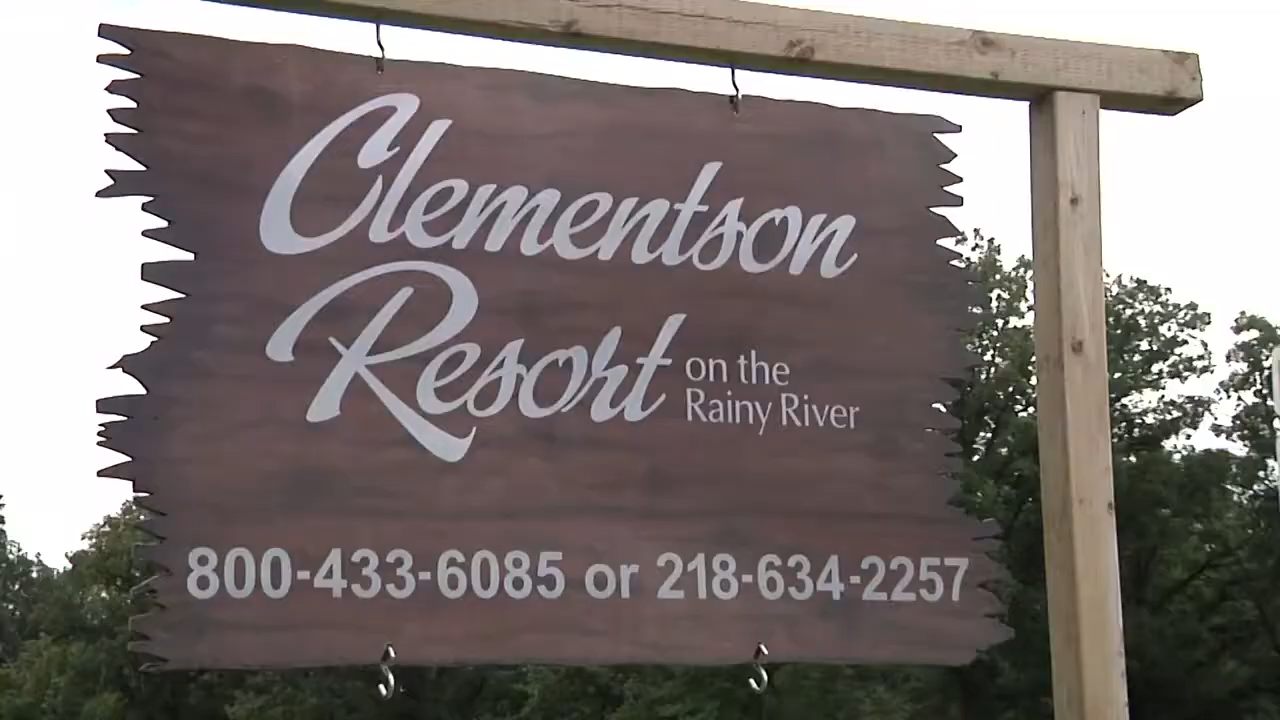 Clementson
Resort on the
Rainy River
800-433-6085 or 218-634-2257